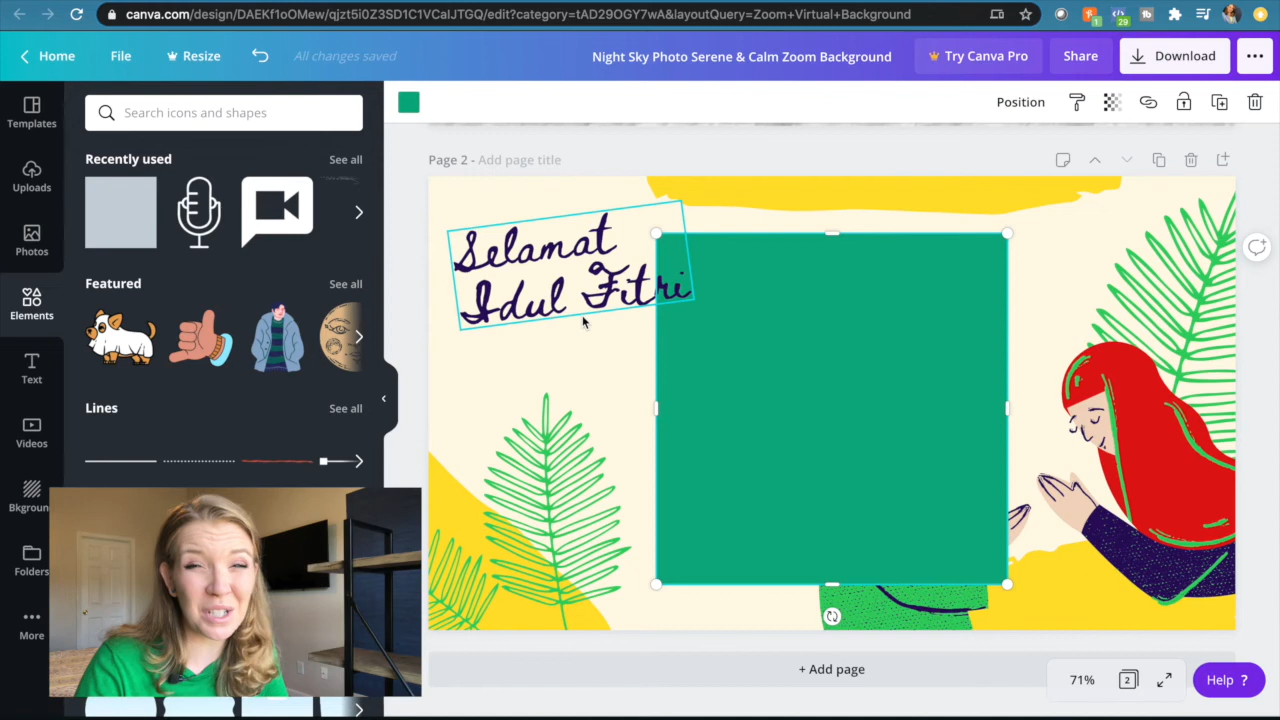 canva.com/design/DAEKf1oOMew/qjzt5i0Z3SD1C1VCaIJTGQ/edit?category=tAD29OGY7wA&layoutQuery=Zoom+Virtual+Background
1
29
Home
File
Resize
All changes saved
Night Sky Photo Serene & Calm Zoom Background
Try Canva Pro
Share
Download
Templates
Uploads
Photos
Elements
Text
Videos
Bkground
Folders
More
Search icons and shapes
Recently used
See all
Featured
See all
Lines
See all
Position
Page 2 - Add page title
Selamat
Idul Fitri
+ Add page
71%
2
Help ?